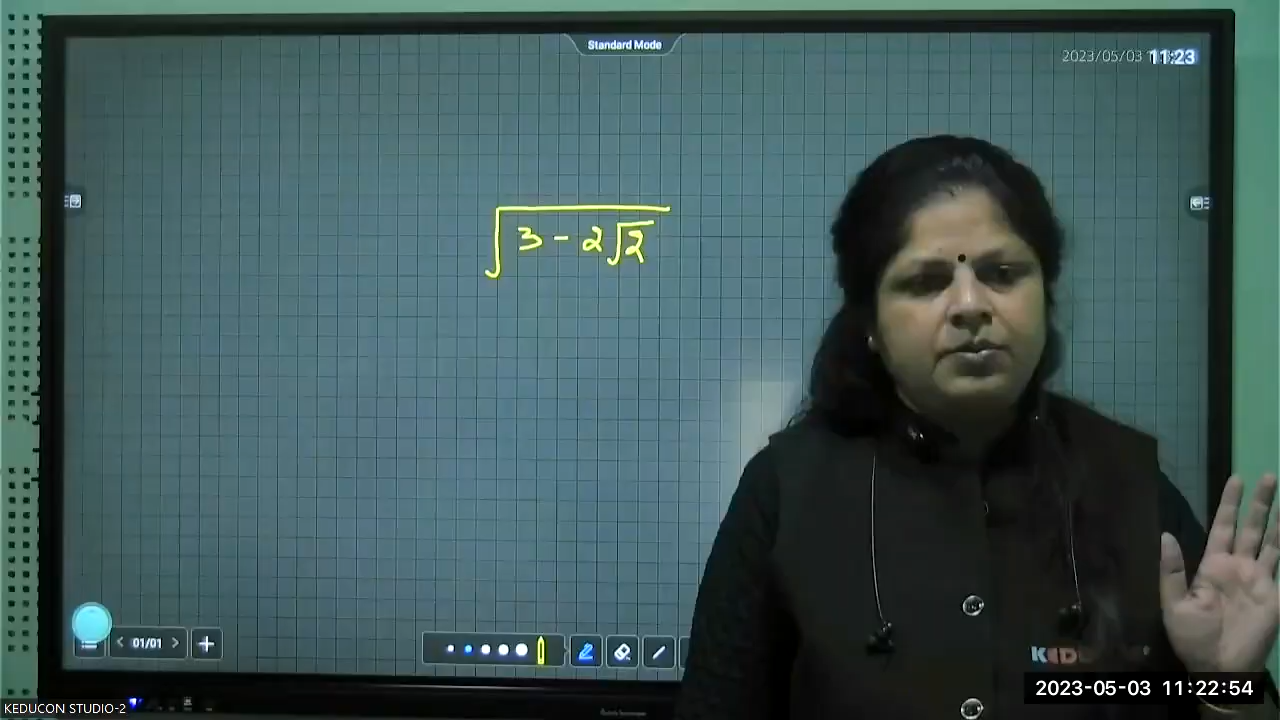 Standard Mode
2023/05/03
11:23
√(3 - 2√2)
01/01
KEDUCON STUDIO-2
2023-05-03 11:22:54